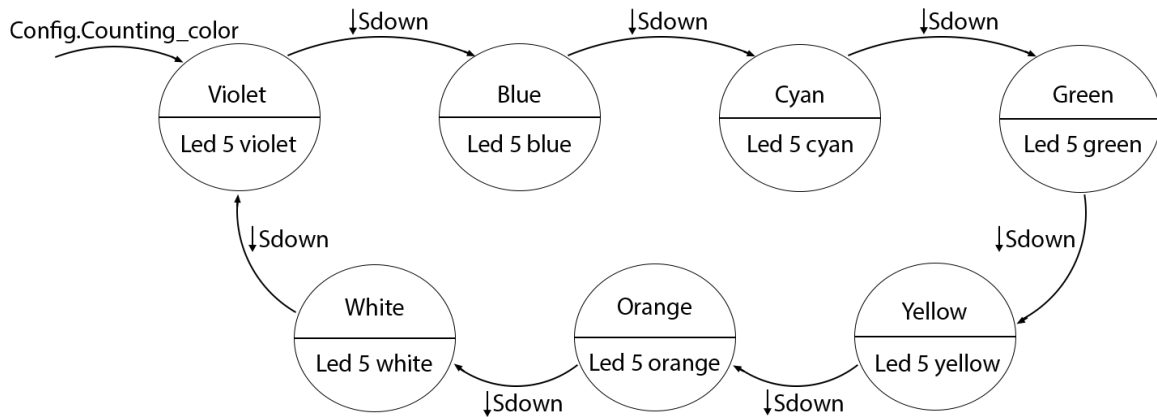 Config.Counting_color
↓Sdown
↓Sdown
↓Sdown
Violet
Led 5 violet
Blue
Led 5 blue
Cyan
Led 5 cyan
Green
Led 5 green
↓Sdown
↓Sdown
White
Led 5 white
Orange
Led 5 orange
Yellow
Led 5 yellow
↓Sdown
↓Sdown